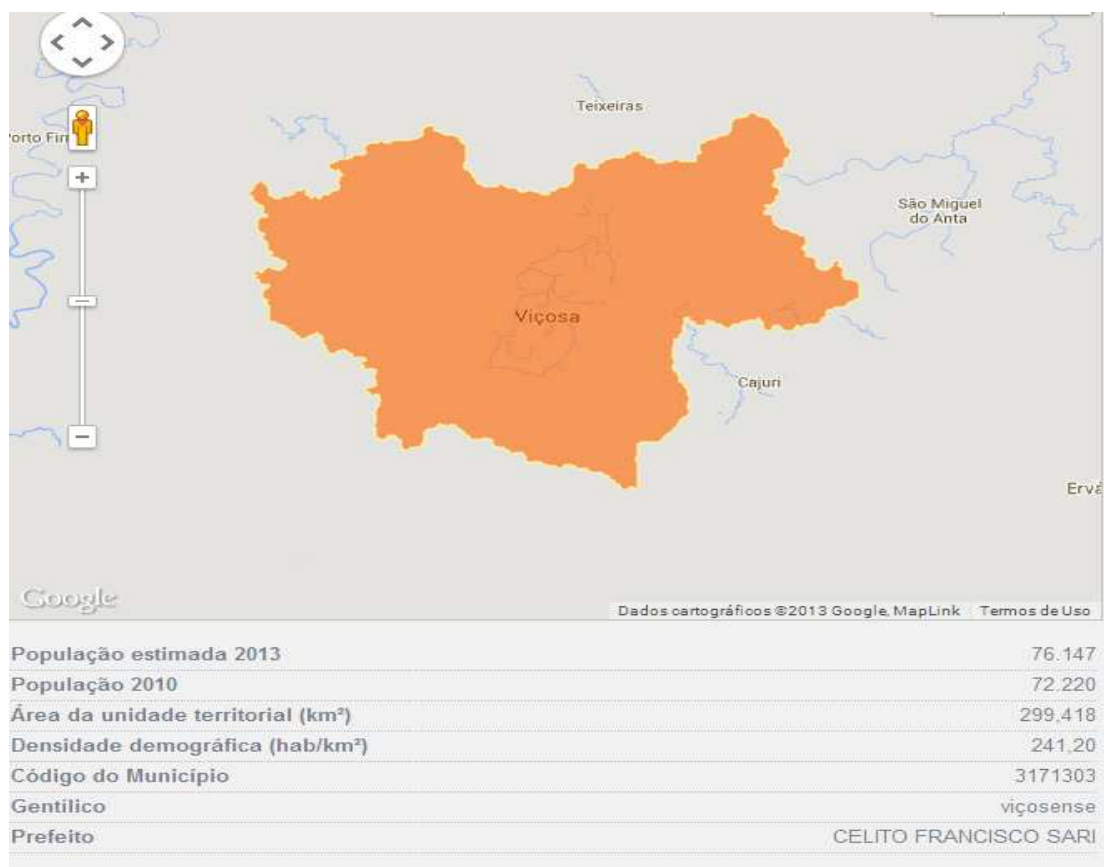 Teixeiras
Porto Fir
São Miguel
do Anta
Viçosa
Cajuri
Ervá
Google
Dados cartográficos ©2013 Google, MapLink Termos de Uso
População estimada 2013 76.147
População 2010 72.220
Área da unidade territorial (km²) 299,418
Densidade demográfica (hab/km²) 241,20
Código do Município 3171303
Gentílico viçosense
Prefeito CELITO FRANCISCO SARI